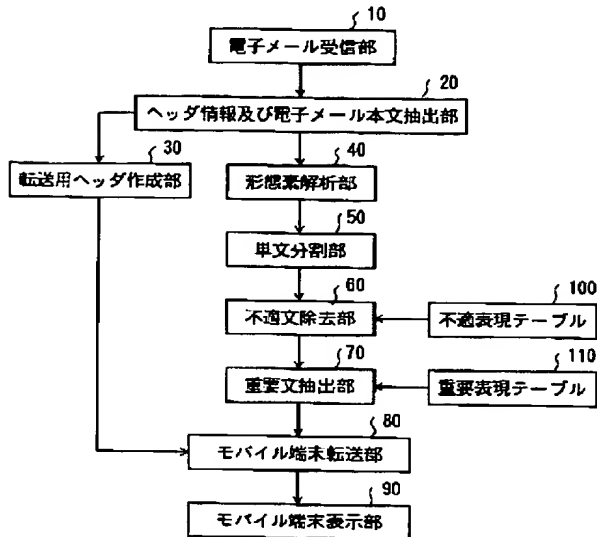 10
電子メール受信部
20
ヘッダ情報及び電子メール本文抽出部
30
転送用ヘッダ作成部
40
形態素解析部
50
単文分割部
60
不適文除去部
100
不適表現テーブル
70
重要文抽出部
110
重要表現テーブル
80
モバイル端末転送部
90
モバイル端末表示部